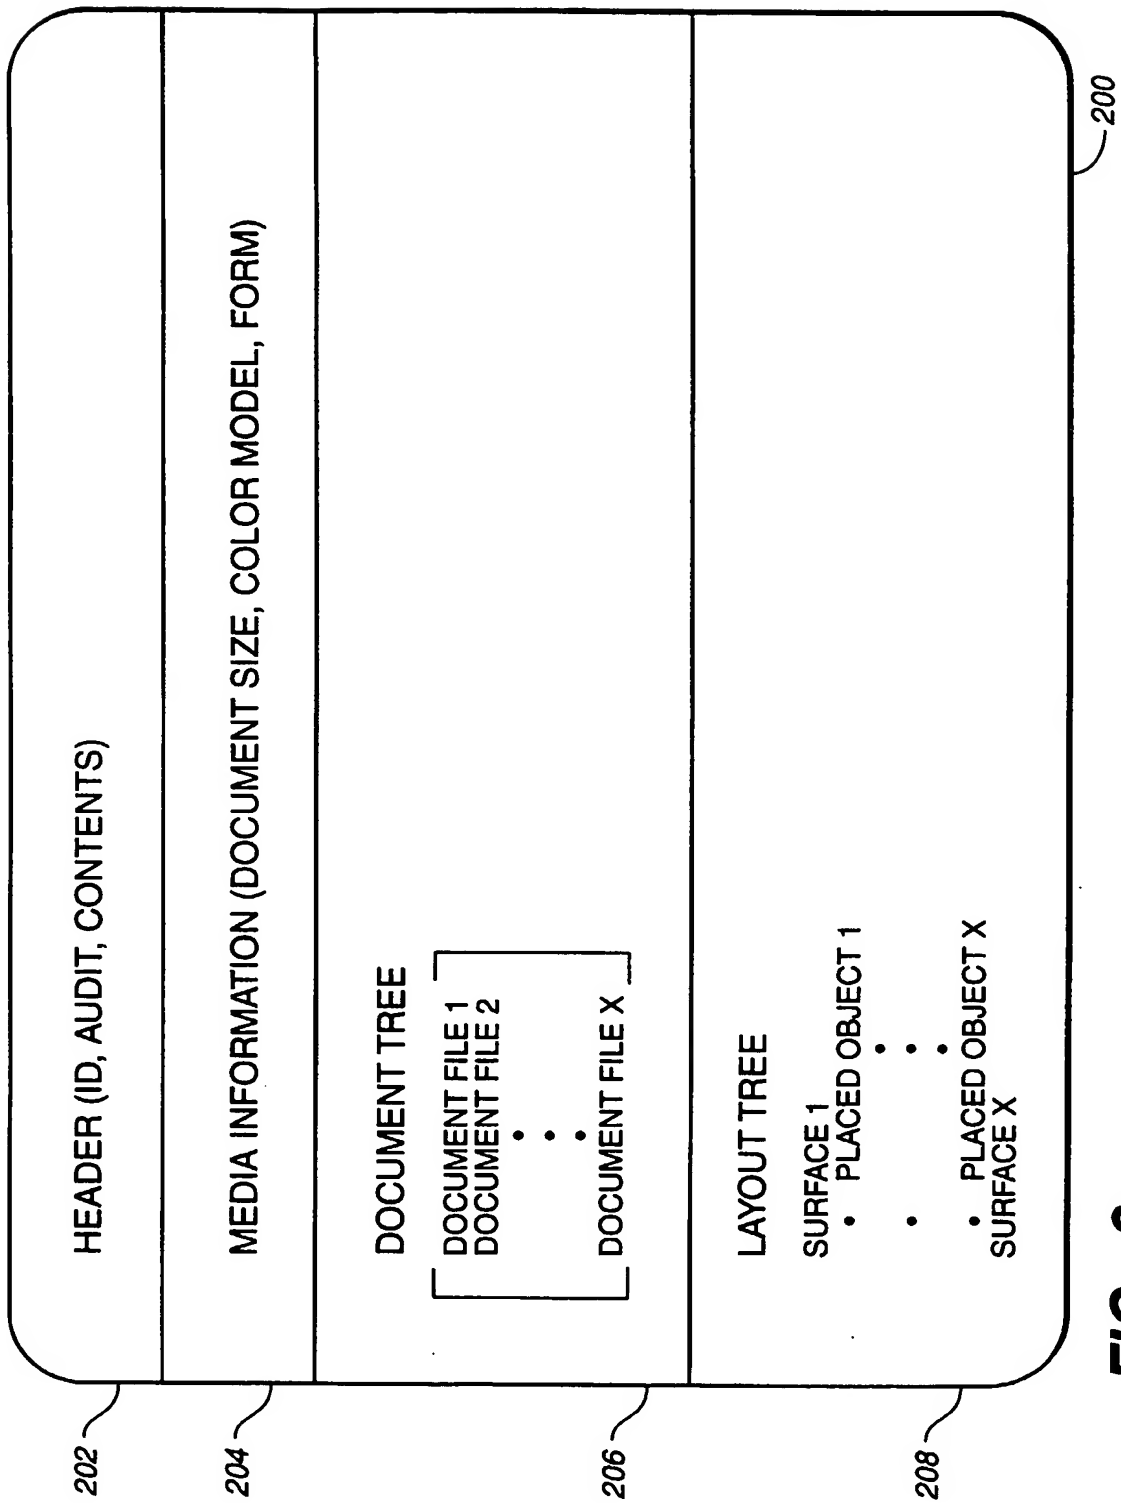 202
HEADER (ID, AUDIT, CONTENTS)
204
MEDIA INFORMATION (DOCUMENT SIZE, COLOR MODEL, FORM)
206
DOCUMENT TREE
DOCUMENT FILE 1
DOCUMENT FILE 2
DOCUMENT FILE X
208
LAYOUT TREE
SURFACE 1
• PLACED OBJECT 1
• PLACED OBJECT X
SURFACE X
200
FIG.